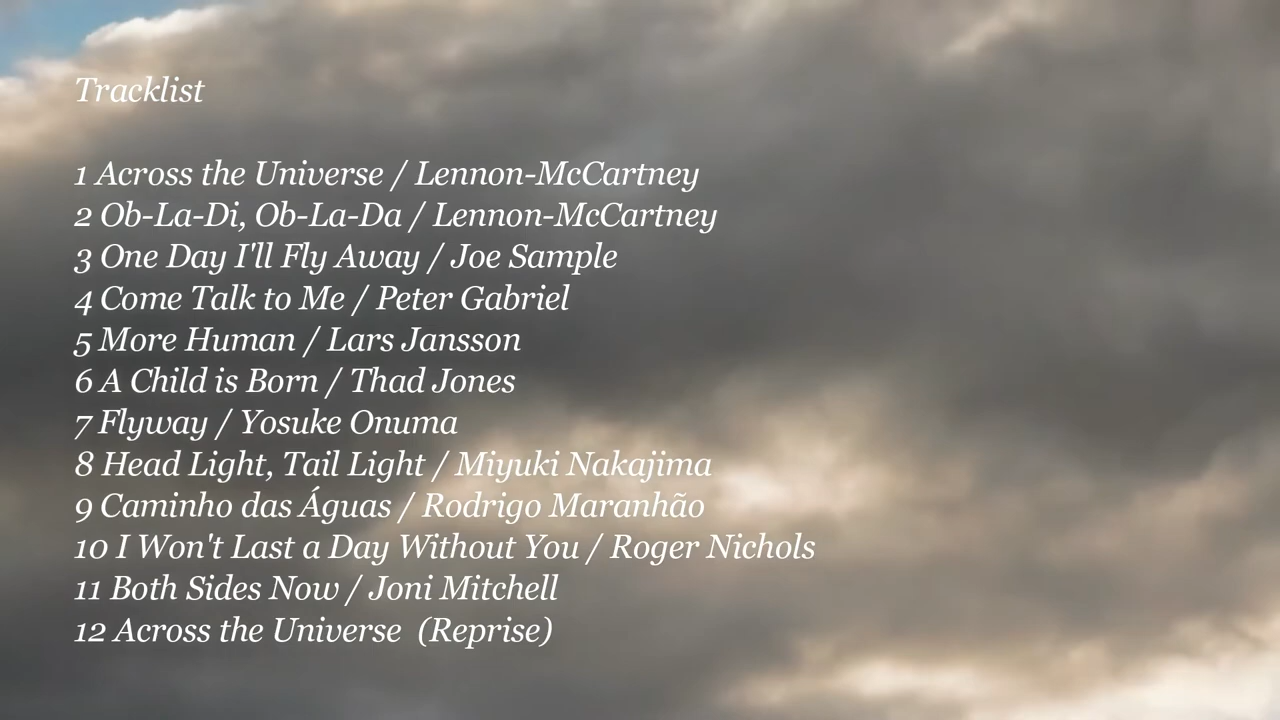 Tracklist
1 Across the Universe / Lennon-McCartney
2 Ob-La-Di, Ob-La-Da / Lennon-McCartney
3 One Day I'll Fly Away / Joe Sample
4 Come Talk to Me / Peter Gabriel
5 More Human / Lars Jansson
6 A Child is Born / Thad Jones
7 Flyway / Yosuke Onuma
8 Head Light, Tail Light / Miyuki Nakajima
9 Caminho das Águas / Rodrigo Maranhão
10 I Won't Last a Day Without You / Roger Nichols
11 Both Sides Now / Joni Mitchell
12 Across the Universe  (Reprise)